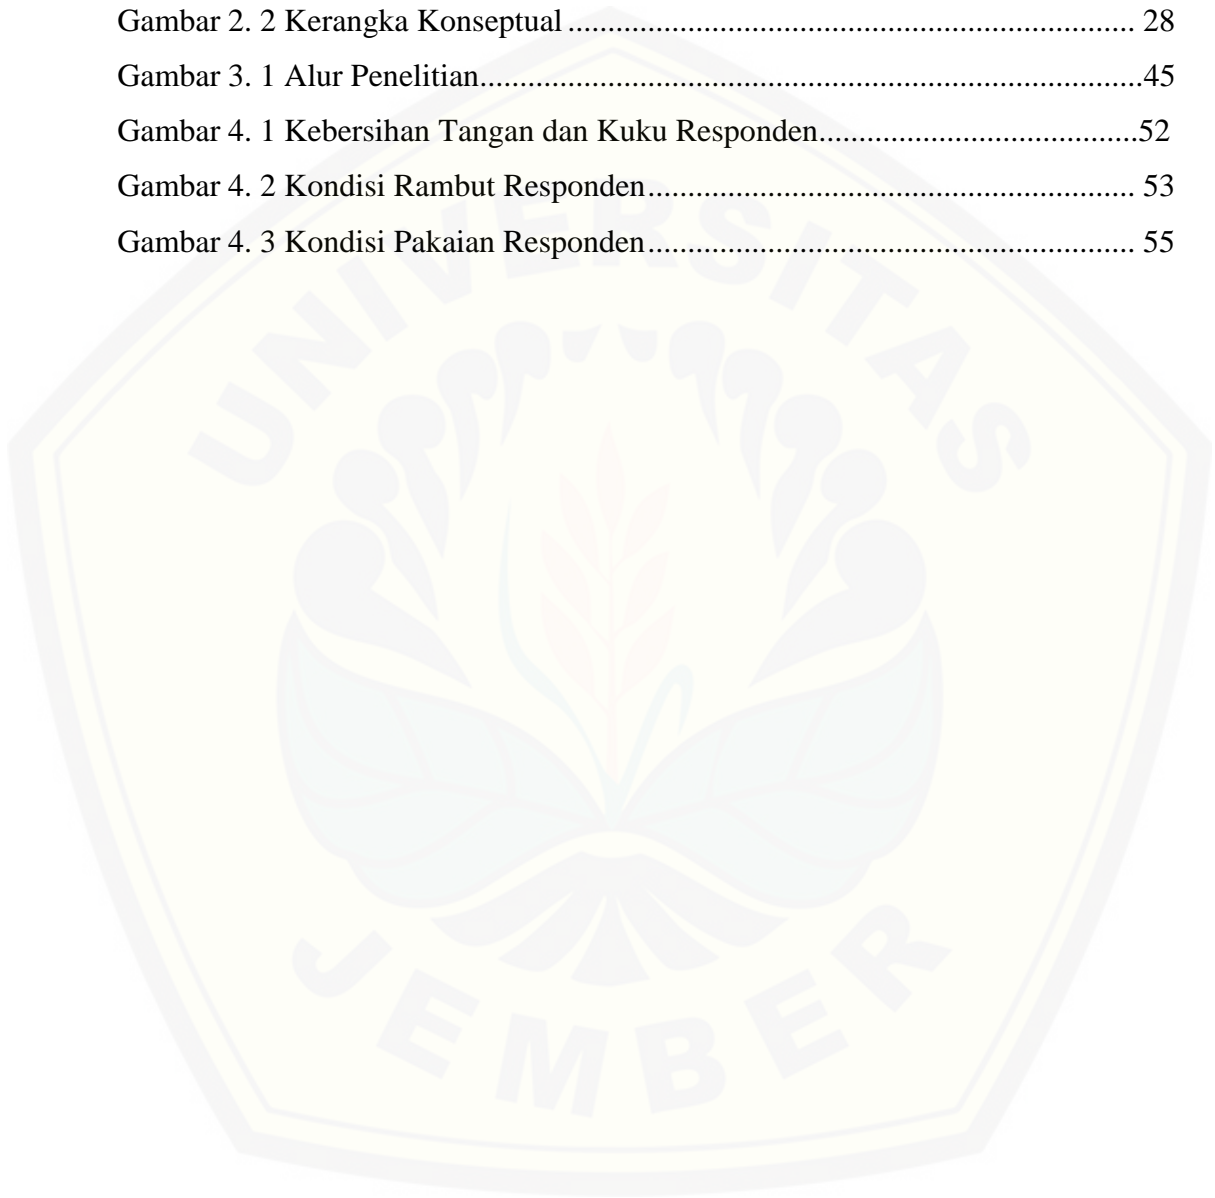 Gambar 2. 2 Kerangka Konseptual ........................................................................ 28
Gambar 3. 1 Alur Penelitian....................................................................................45
Gambar 4. 1 Kebersihan Tangan dan Kuku Responden........................................52
Gambar 4. 2 Kondisi Rambut Responden.............................................................. 53
Gambar 4. 3 Kondisi Pakaian Responden.............................................................. 55
UNIVERSITAS
JEMBER